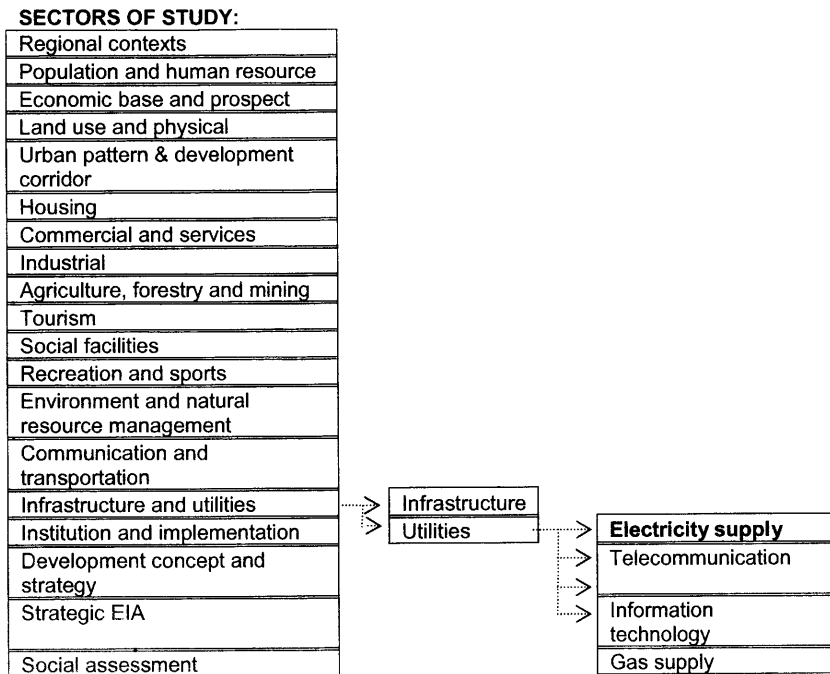 SECTORS OF STUDY:
Regional contexts
Population and human resource
Economic base and prospect
Land use and physical
Urban pattern & development
corridor
Housing
Commercial and services
Industrial
Agriculture, forestry and mining
Tourism
Social facilities
Recreation and sports
Environment and natural
resource management
Communication and
transportation
Infrastructure and utilities
Institution and implementation
Development concept and
strategy
Strategic EIA
Social assessment
Infrastructure
Utilities
Electricity supply
Telecommunication
Information
technology
Gas supply